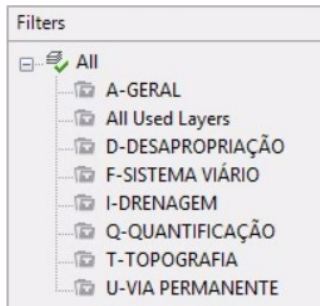 Filters
All
A-GERAL
All Used Layers
D-DESAPROPRIAÇÃO
F-SISTEMA VIÁRIO
I-DRENAGEM
Q-QUANTIFICAÇÃO
T-TOPOGRAFIA
U-VIA PERMANENTE